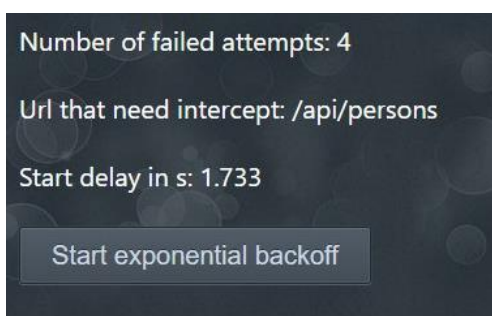 Number of failed attempts: 4
Url that need intercept: /api/persons
Start delay in s: 1.733
Start exponential backoff